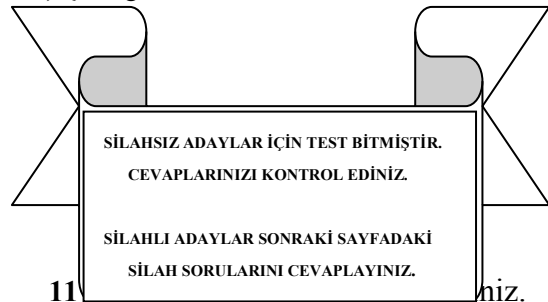 SİLAHSIZ ADAYLAR İÇİN TEST BİTMİŞTİR.
CEVAPLARINIZI KONTROL EDİNİZ.
SİLAHLI ADAYLAR SONRAKİ SAYFADAKİ
SİLAH SORULARINI CEVAPLAYINIZ.
11 niz.